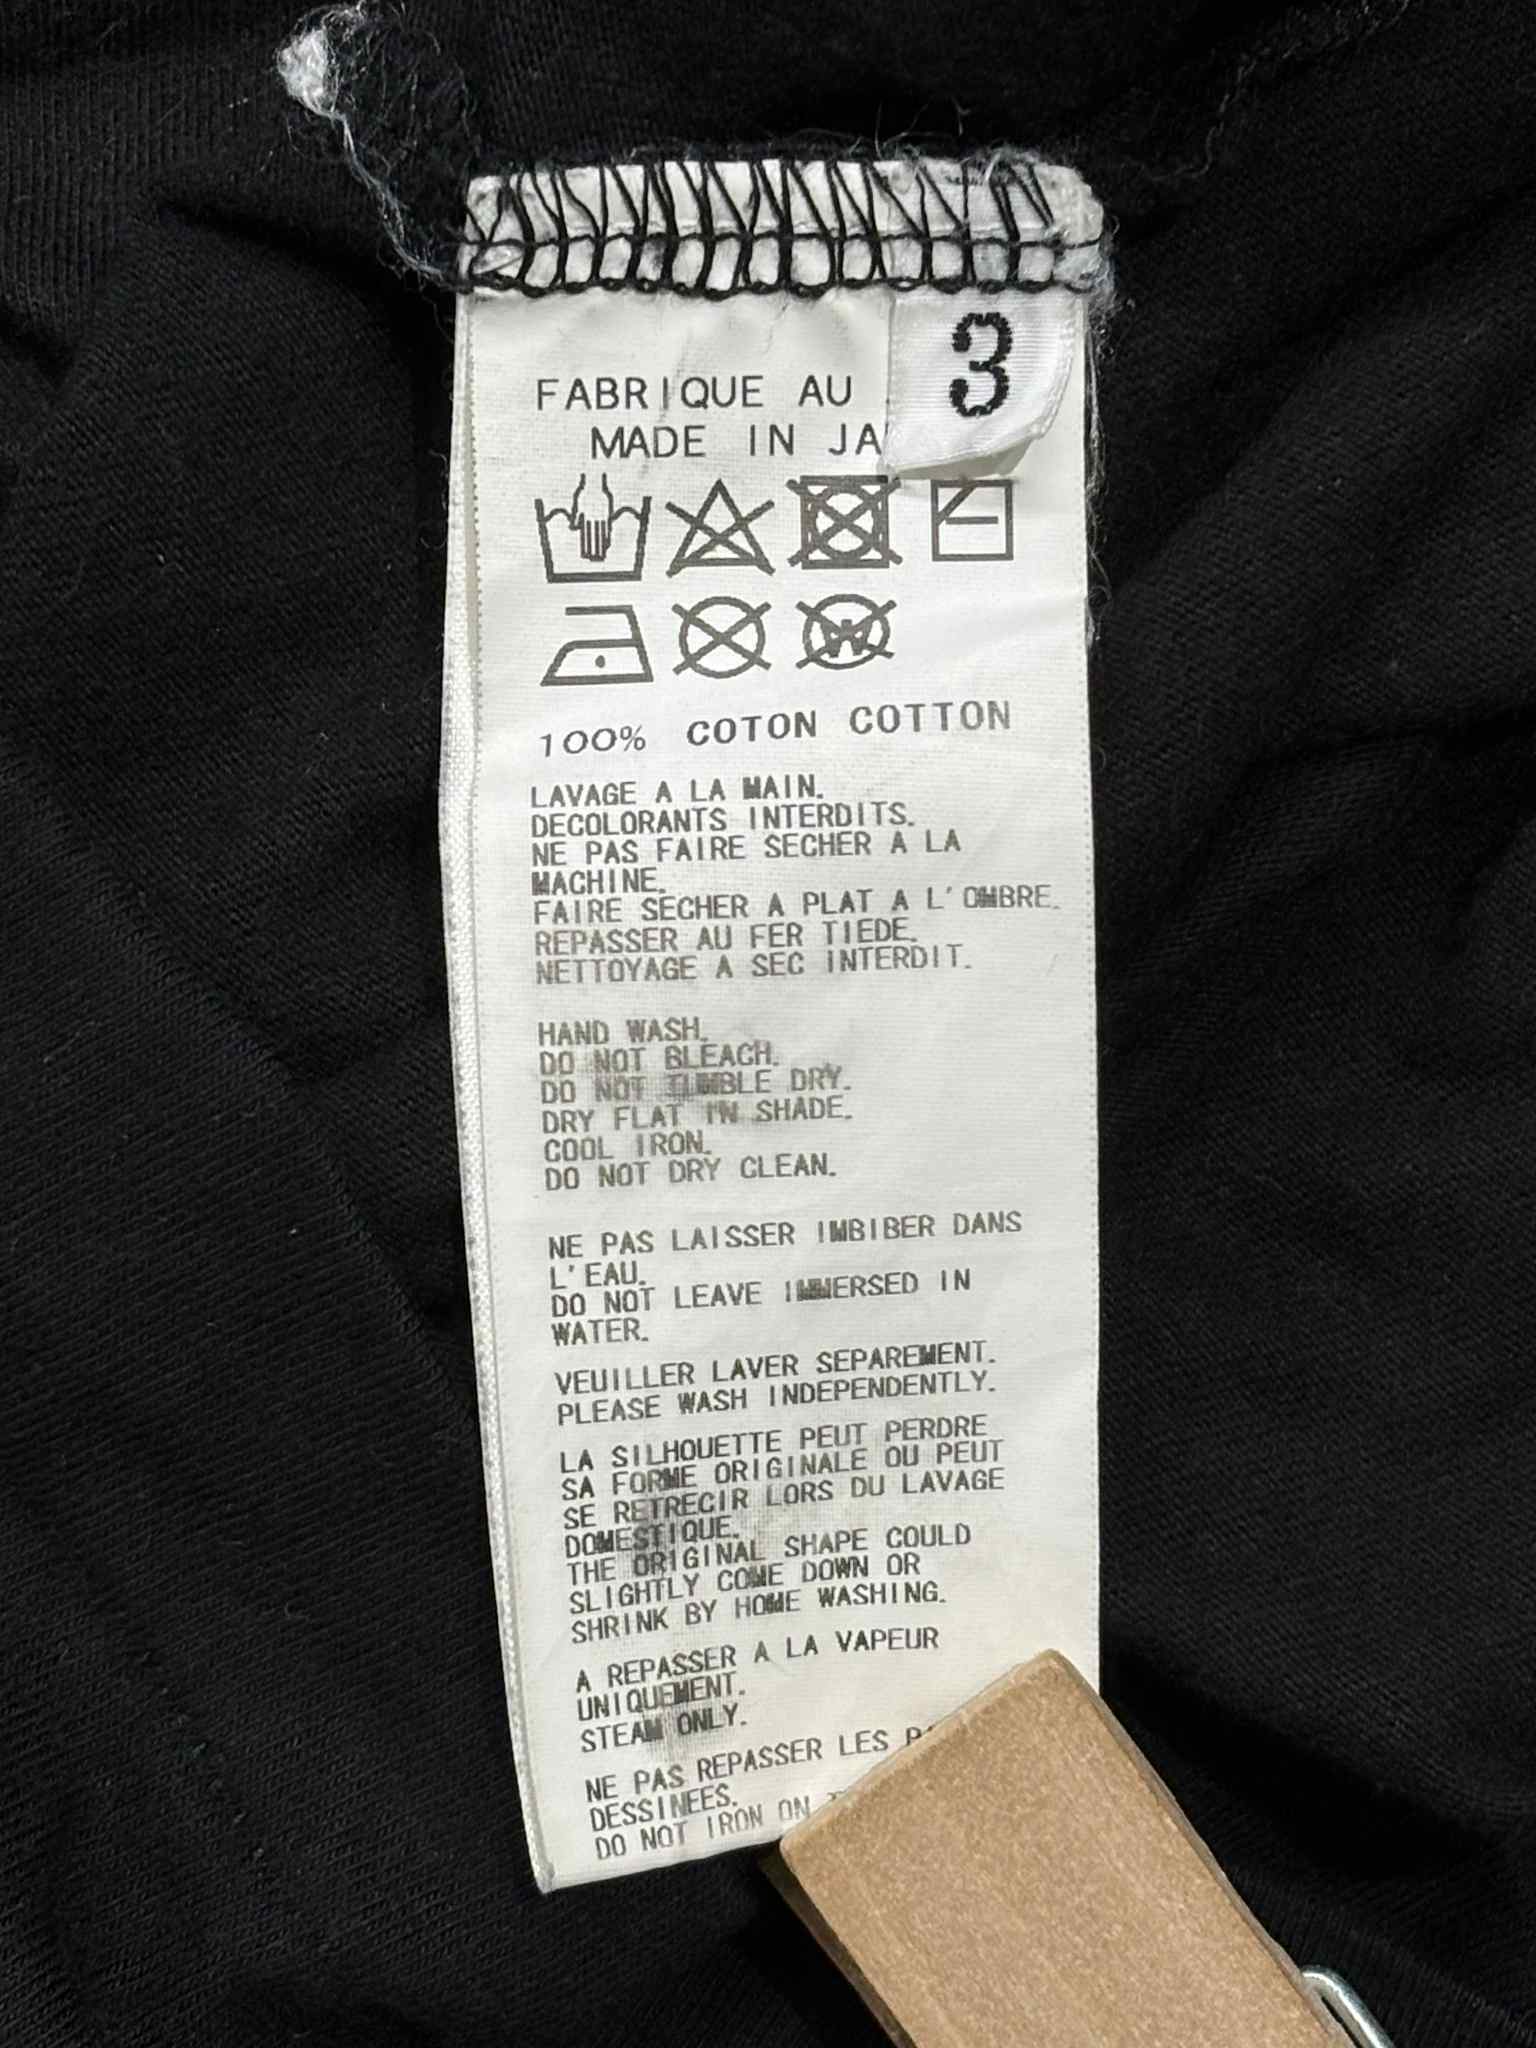 3
FABRIQUE AU
MADE IN JA
W
100% COTON COTTON
LAVAGE A LA MAIN.
DECOLORANTS INTERDITS.
NE PAS FAIRE SECHER A LA
MACHINE.
FAIRE SECHER A PLAT A L'OMBRE.
REPASSER AU FER TIEDE.
NETTOYAGE A SEC INTERDIT.
HAND WASH.
DO NOT BLEACH.
DO NOT TUMBLE DRY.
DRY FLAT IN SHADE.
COOL IRON.
DO NOT DRY CLEAN.
NE PAS LAISSER IMBIBER DANS
L'EAU.
DO NOT LEAVE IMMERSED IN
WATER.
VEUILLER LAVER SEPAREMENT.
PLEASE WASH INDEPENDENTLY.
LA SILHOUETTE PEUT PERDRE
SA FORME ORIGINALE OU PEUT
SE RETRECIR LORS DU LAVAGE
DOMESTIQUE.
THE ORIGINAL SHAPE COULD
SLIGHTLY COME DOWN OR
SHRINK BY HOME WASHING.
A REPASSER A LA VAPEUR
UNIQUEMENT.
STEAM ONLY.
NE PAS REPASSER LES
DESSINEES.
DO NOT IRON ON